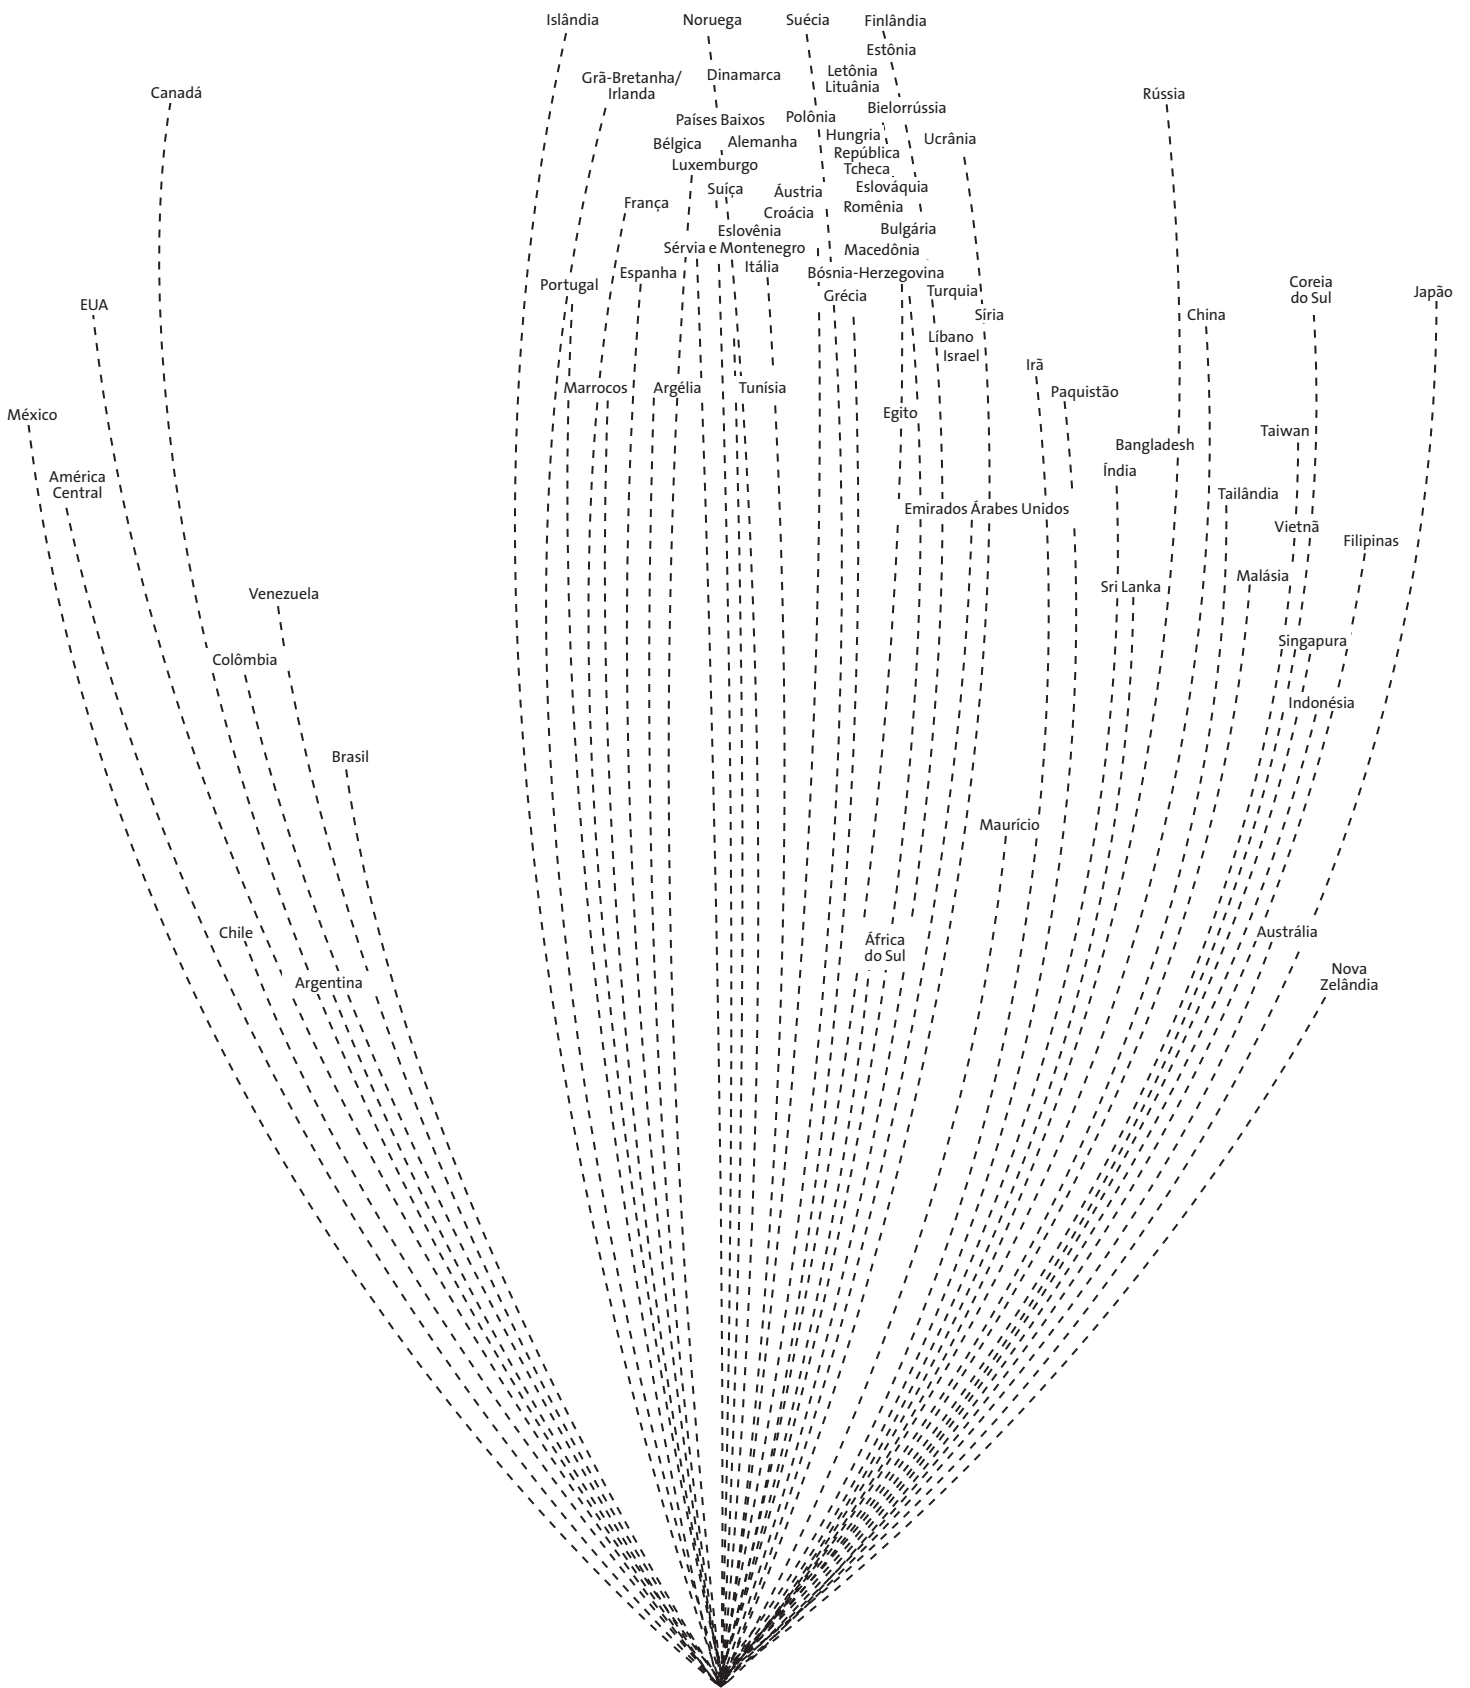 Islândia
Noruega
Suécia
Finlândia
Estônia
Grã-Bretanha/
Irlanda
Dinamarca
Letônia
Lituânia
Canadá
Rússia
Bielorrússia
Países Baixos
Polônia
Hungria
Ucrânia
Bélgica
Alemanha
República
Tcheca
Luxemburgo
Suíça
Áustria
Eslováquia
França
Croácia
Romênia
Eslovênia
Bulgária
Sérvia e Montenegro
Macedônia
Itália
Espanha
Bósnia-Herzegovina
Portugal
Grécia
Turquia
Coreia
do Sul
Japão
EUA
Síria
China
Líbano
Israel
Irã
Marrocos
Argélia
Tunísia
Paquistão
México
Egito
Taiwan
Bangladesh
Índia
América
Central
Tailândia
Emirados Árabes Unidos
Vietnã
Filipinas
Malásia
Sri Lanka
Venezuela
Singapura
Colômbia
Indonésia
Brasil
Maurício
Chile
Austrália
África
do Sul
Argentina
Nova
Zelândia